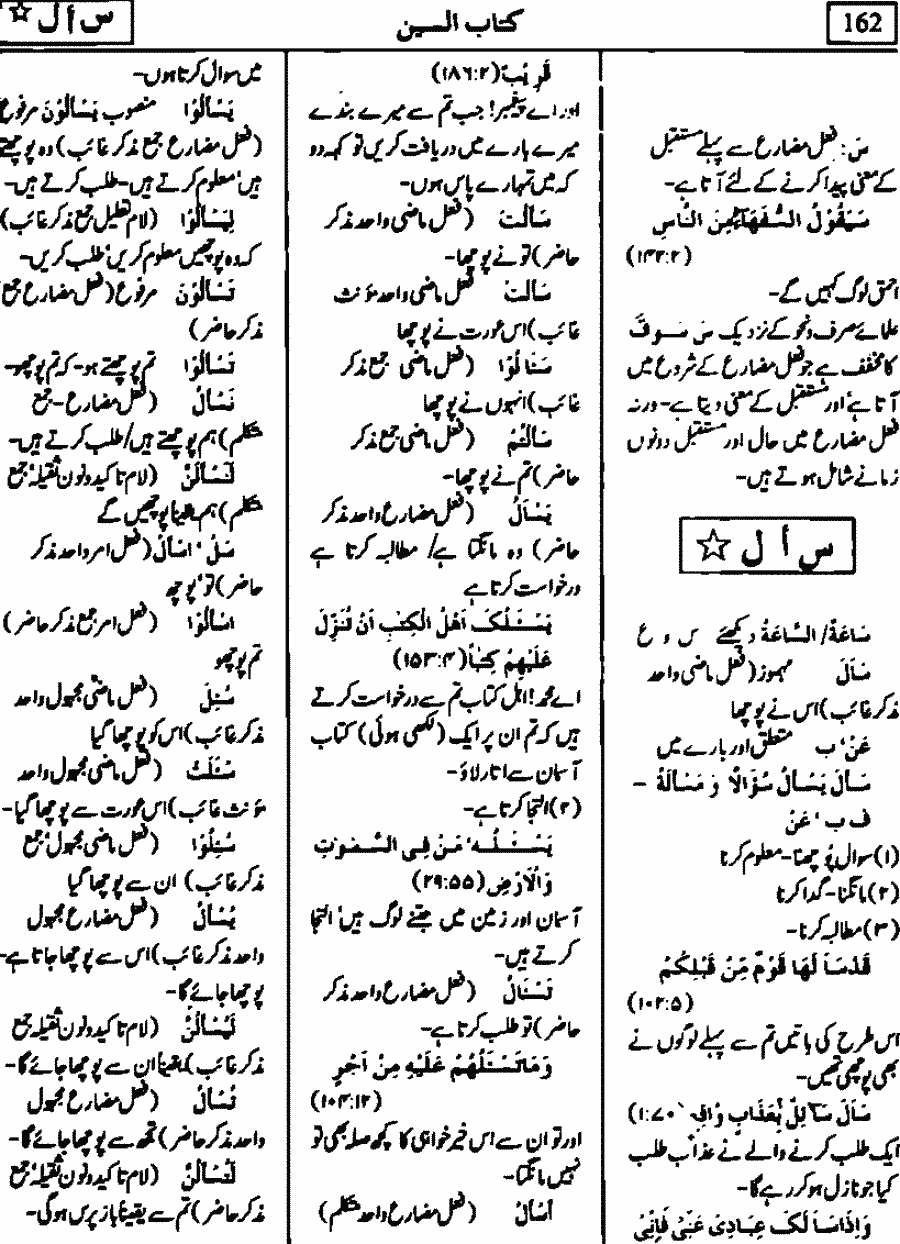 162
کتاب السین
س أ ل ☆
سَ: فعل مضارع سے پہلے مستقبل
کے معنی پیدا کرنے کے لئے آتا ہے۔
سَیَقُوْلُ السُّفَهَآءُ مِنَ النَّاسِ
(۱۴۲:۲)
احمق لوگ کہیں گے۔
علمائے صرف و نحو کے نزدیک سَ سَوْفَ
کا مخفف ہے جو فعل مضارع کے شروع میں
آتا ہے اور مستقبل کے معنی دیتا ہے۔ ورنہ
فعل مضارع میں حال اور مستقبل دونوں
زمانے شامل ہوتے ہیں۔
س أ ل ☆
سَاعَةٌ/ السَّاعَةُ دیکھئے س و ع
سَأَلَ مہموز (فعل ماضی واحد
مذکر غائب) اس نے پوچھا
عَنْ ' ب متعلق اور بارے میں
سَأَلَ یَسْأَلُ سُؤَالًا وَ مَسْأَلَةً ۔
ف ب ' عَنْ
(۱) سوال پوچھنا۔ معلوم کرنا
(۲) مانگنا۔ گدا کرنا
(۳) مطالبہ کرنا۔
قَدْ سَأَلَهَا قَوْمٌ مِّنْ قَبْلِکُمْ
(۱۰۲:۵)
اس طرح کی باتیں تم سے پہلے لوگوں نے
بھی پوچھی تھیں۔
سَأَلَ سَآئِلٌ بِعَذَابٍ وَاقِعٍ (۱:۷۰)
ایک طلب کرنے والے نے عذاب طلب
کیا جو نازل ہو کر رہے گا۔
وَاِذَا سَأَلَکَ عِبَادِیْ عَنِّیْ فَاِنِّیْ
قَرِیْبٌ (۱۸۶:۲)
اور اے پیغمبر! جب تم سے میرے بندے
میرے بارے میں دریافت کریں تو کہہ دو
کہ میں تمہارے پاس ہوں۔
سَأَلْتَ (فعل ماضی واحد مذکر
حاضر) تو نے پوچھا۔
سَأَلَتْ فعل ماضی واحد مؤنث
غائب) اس عورت نے پوچھا
سَأَلُوْا (فعل ماضی جمع مذکر
غائب) انہوں نے پوچھا
سَأَلْتُمْ (فعل ماضی جمع مذکر
حاضر) تم نے پوچھا۔
یَسْأَلُ (فعل مضارع واحد مذکر
حاضر) وہ مانگتا ہے/ مطالبہ کرتا ہے
درخواست کرتا ہے
یَسْئَلُکَ اَهْلُ الْکِتٰبِ اَنْ تُنَزِّلَ
عَلَیْهِمْ کِتٰبًا (۱۵۳:۴)
اے محمد! اہل کتاب تم سے درخواست کرتے
ہیں کہ تم ان پر ایک (لکھی ہوئی) کتاب
آسمان سے اتار لاؤ۔
(۲) التجا کرتا ہے۔
یَسْئَلُهٗ مَنْ فِی السَّمٰوٰتِ
وَالْاَرْضِ (۲۹:۵۵)
آسمان اور زمین میں جتنے لوگ ہیں' التجا
کرتے ہیں۔
تَسْئَالُ (فعل مضارع واحد مذکر
حاضر) تو طلب کرتا ہے۔
وَمَا تَسْئَلُهُمْ عَلَیْهِ مِنْ اَجْرٍ
(۱۰۴:۱۲)
اور تو ان سے اس خیر خواہی کا کچھ صلہ بھی تو
نہیں مانگتا۔
اَسْأَلُ (فعل مضارع واحد متکلم)
میں سوال کرتا ہوں۔
یَسْأَلُوْا منصوب یَسْأَلُوْنَ مرفوع
(فعل مضارع جمع مذکر غائب) وہ پوچھتے
ہیں' معلوم کرتے ہیں۔ طلب کرتے ہیں۔
لِیَسْأَلُوْا (لام تعلیل جمع مذکر غائب)
کہ وہ پوچھیں معلوم کریں' طلب کریں۔
تَسْأَلُوْنَ مرفوع (فعل مضارع جمع
مذکر حاضر)
تَسْأَلُوْا تم پوچھتے ہو۔ کہ تم پوچھو۔
نَسْأَلُ (فعل مضارع۔ جمع
متکلم) ہم پوچھتے ہیں/ طلب کرتے ہیں۔
لَنَسْأَلَنَّ (لام تاکید و نون ثقیلہ' جمع
متکلم) ہم یقیناً پوچھیں گے
سَلْ ' اسْأَلْ (فعل امر واحد مذکر
حاضر) تو' پوچھ
اسْأَلُوْا (فعل امر جمع مذکر حاضر)
تم پوچھو
سُئِلَ (فعل ماضی مجہول واحد
مذکر غائب) اس کو پوچھا گیا
سُئِلَتْ (فعل ماضی مجہول واحد
مؤنث غائب) اس عورت سے پوچھا گیا۔
سُئِلُوْا (فعل ماضی مجہول' جمع
مذکر غائب) ان سے پوچھا گیا
یُسْأَلُ (فعل مضارع مجہول
واحد مذکر غائب) اس سے پوچھا جاتا ہے۔
پوچھا جائے گا۔
لَیُسْأَلُنَّ (لام تاکید و نون ثقیلہ جمع
مذکر غائب) یقیناً ان سے پوچھا جائے گا۔
تُسْأَلُ (فعل مضارع مجہول
واحد مذکر حاضر) تجھ سے پوچھا جائے گا۔
لَتُسْأَلُنَّ (لام تاکید و نون ثقیلہ' جمع
مذکر حاضر) تم سے یقیناً باز پرس ہوگی۔